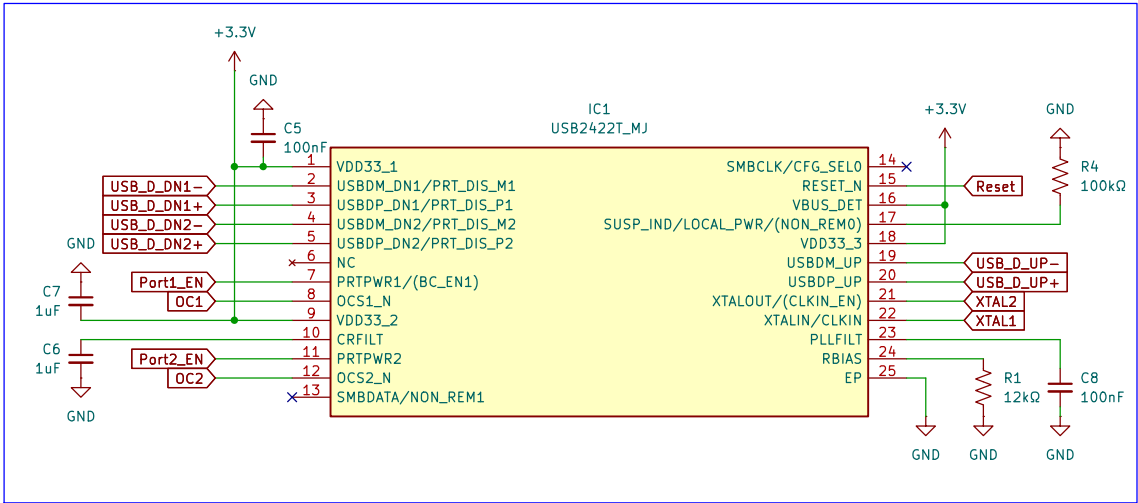 +3.3V
GND
C5
100nF
IC1
USB2422T_MJ
+3.3V
GND
R4
100kΩ
1 VDD33_1
USB_D_DN1- 2 USBDM_DN1/PRT_DIS_M1
USB_D_DN1+ 3 USBDP_DN1/PRT_DIS_P1
USB_D_DN2- 4 USBDM_DN2/PRT_DIS_M2
USB_D_DN2+ 5 USBDP_DN2/PRT_DIS_P2
6 NC
Port1_EN 7 PRTPWR1/(BC_EN1)
OC1 8 OCS1_N
9 VDD33_2
10 CRFILT
Port2_EN 11 PRTPWR2
OC2 12 OCS2_N
13 SMBDATA/NON_REM1
GND
C7
1uF
C6
1uF
GND
SMBCLK/CFG_SEL0 14
RESET_N 15 Reset
VBUS_DET 16
SUSP_IND/LOCAL_PWR/(NON_REM0) 17
VDD33_3 18
USBDM_UP 19 USB_D_UP-
USBDP_UP 20 USB_D_UP+
XTALOUT/(CLKIN_EN) 21 XTAL2
XTALIN/CLKIN 22 XTAL1
PLLFILT 23
RBIAS 24
EP 25
R1
12kΩ
C8
100nF
GND
GND
GND